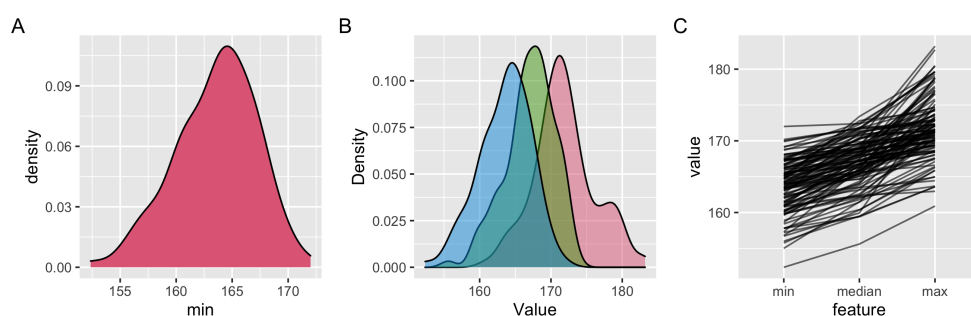 A
density
0.09
0.06
0.03
0.00
155 160 165 170
min
B
Density
0.100
0.075
0.050
0.025
0.000
160 170 180
Value
C
value
180
170
160
min median max
feature